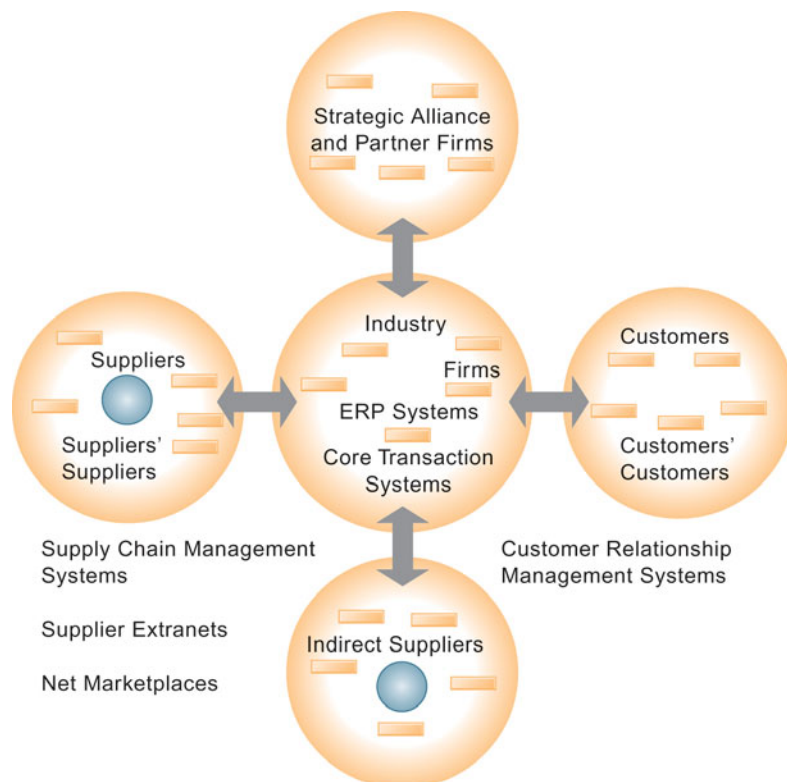 Strategic Alliance
and Partner Firms
Industry
Firms
ERP Systems
Core Transaction
Systems
Suppliers
Suppliers'
Suppliers
Customers
Customers'
Customers
Supply Chain Management
Systems
Supplier Extranets
Net Marketplaces
Customer Relationship
Management Systems
Indirect Suppliers